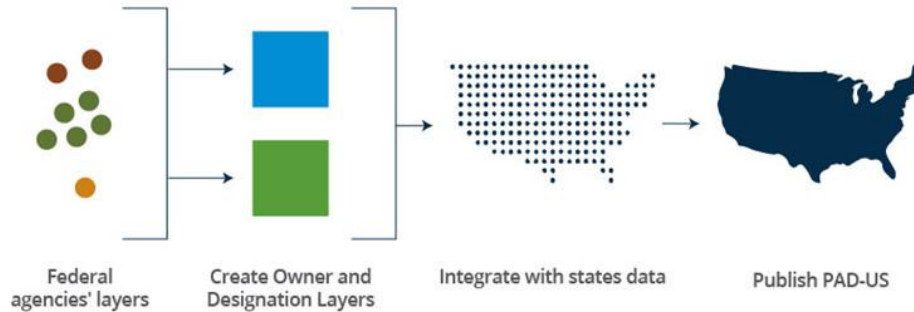 Federal
agencies' layers
Create Owner and
Designation Layers
Integrate with states data
Publish PAD-US